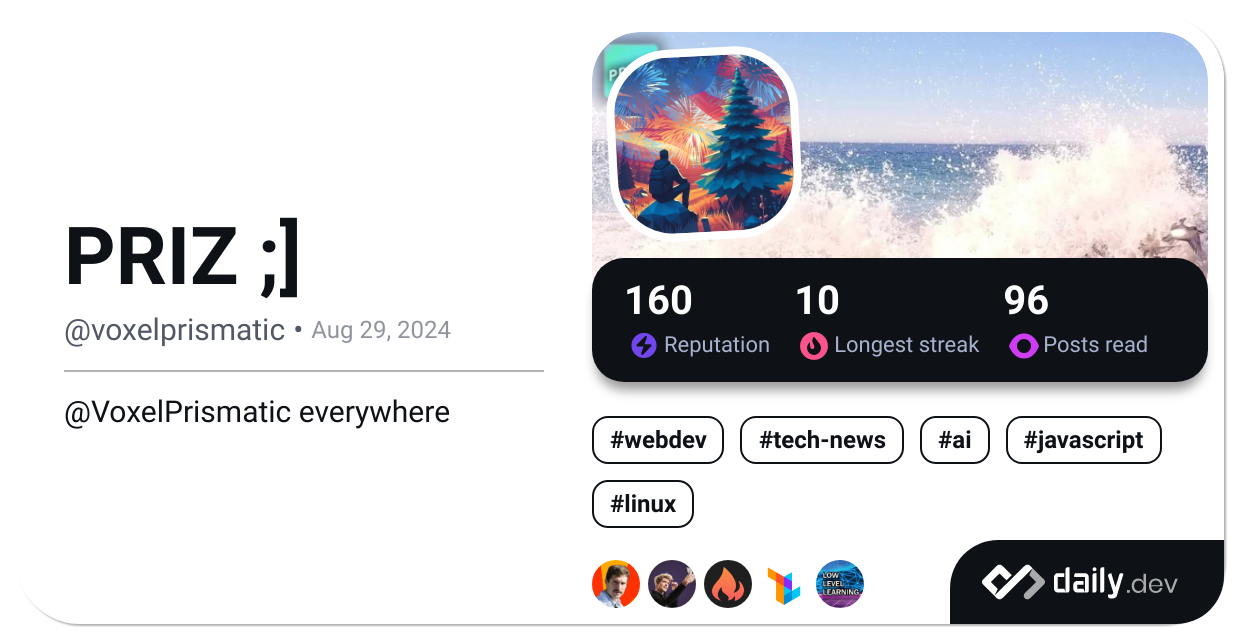 PRIZ ;]
@voxelprismatic • Aug 29, 2024
@VoxelPrismatic everywhere
160
Reputation
10
Longest streak
96
Posts read
#webdev
#tech-news
#ai
#javascript
#linux
LOW
LEVEL
LEARNING
daily.dev